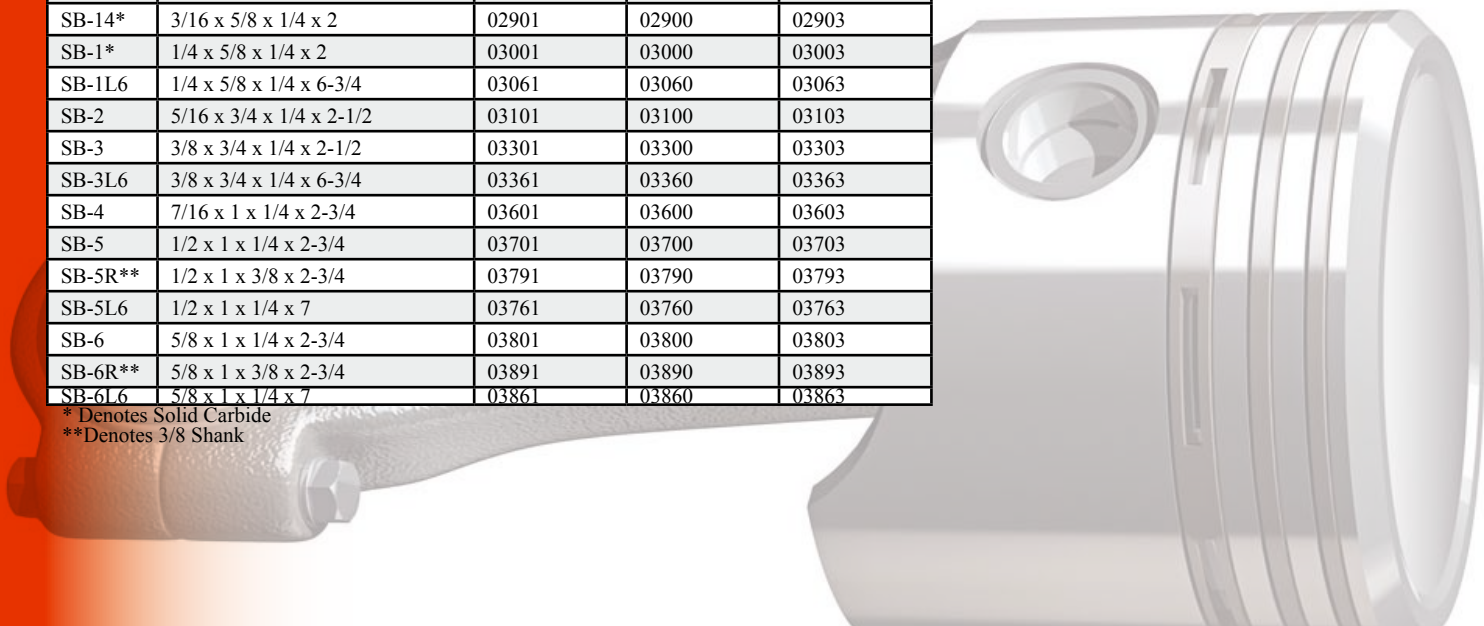 SB-14* 3/16 x 5/8 x 1/4 x 2 02901 02900 02903
SB-1* 1/4 x 5/8 x 1/4 x 2 03001 03000 03003
SB-1L6 1/4 x 5/8 x 1/4 x 6-3/4 03061 03060 03063
SB-2 5/16 x 3/4 x 1/4 x 2-1/2 03101 03100 03103
SB-3 3/8 x 3/4 x 1/4 x 2-1/2 03301 03300 03303
SB-3L6 3/8 x 3/4 x 1/4 x 6-3/4 03361 03360 03363
SB-4 7/16 x 1 x 1/4 x 2-3/4 03601 03600 03603
SB-5 1/2 x 1 x 1/4 x 2-3/4 03701 03700 03703
SB-5R** 1/2 x 1 x 3/8 x 2-3/4 03791 03790 03793
SB-5L6 1/2 x 1 x 1/4 x 7 03761 03760 03763
SB-6 5/8 x 1 x 1/4 x 2-3/4 03801 03800 03803
SB-6R** 5/8 x 1 x 3/8 x 2-3/4 03891 03890 03893
SB-6L6 5/8 x 1 x 1/4 x 7 03861 03860 03863
* Denotes Solid Carbide
**Denotes 3/8 Shank